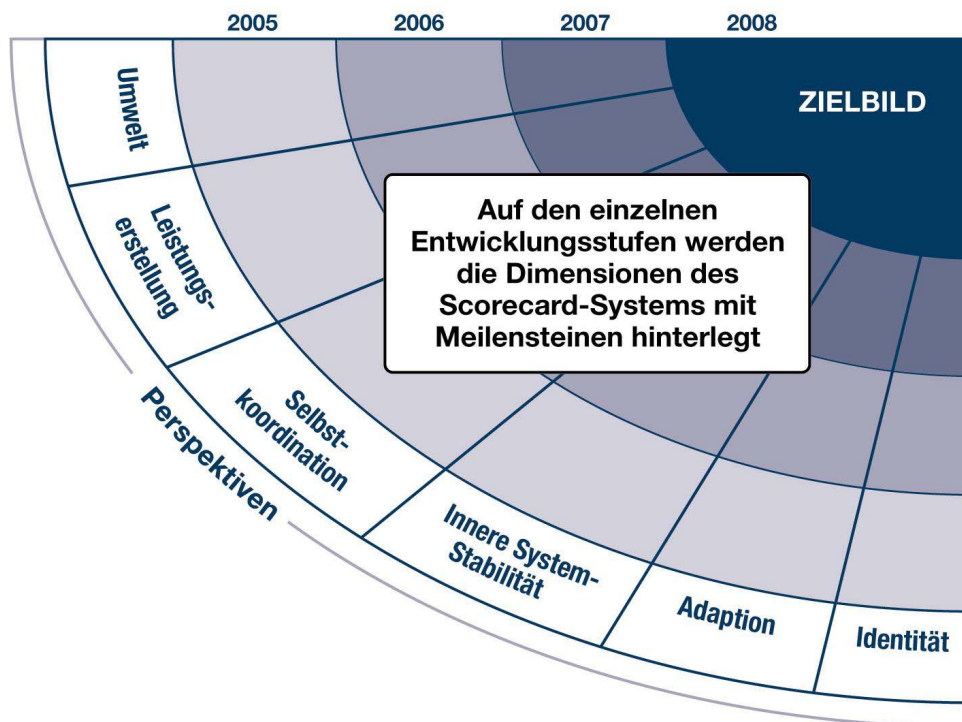 2005 2006 2007 2008
ZIELBILD
Umwelt
Leistungs-
erstellung
Selbst-
koordination
Innere System-
Stabilität
Adaption
Identität
Perspektiven
Auf den einzelnen
Entwicklungsstufen werden
die Dimensionen des
Scorecard-Systems mit
Meilensteinen hinterlegt